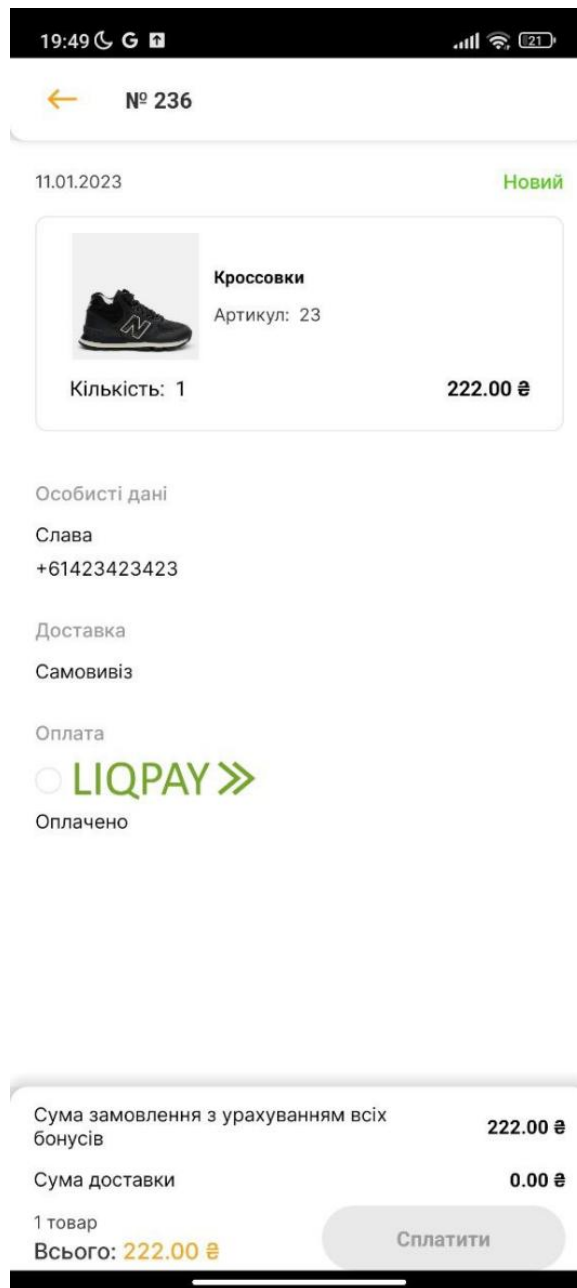 19:49 G 21
№ 236
11.01.2023 Новий
Кроссовки
Артикул: 23
Кількість: 1 222.00 ₴
Особисті дані
Слава
+61423423423
Доставка
Самовивіз
Оплата
LIQPAY
Оплачено
Сума замовлення з урахуванням всіх
бонусів 222.00 ₴
Сума доставки 0.00 ₴
1 товар
Всього: 222.00 ₴ Сплатити